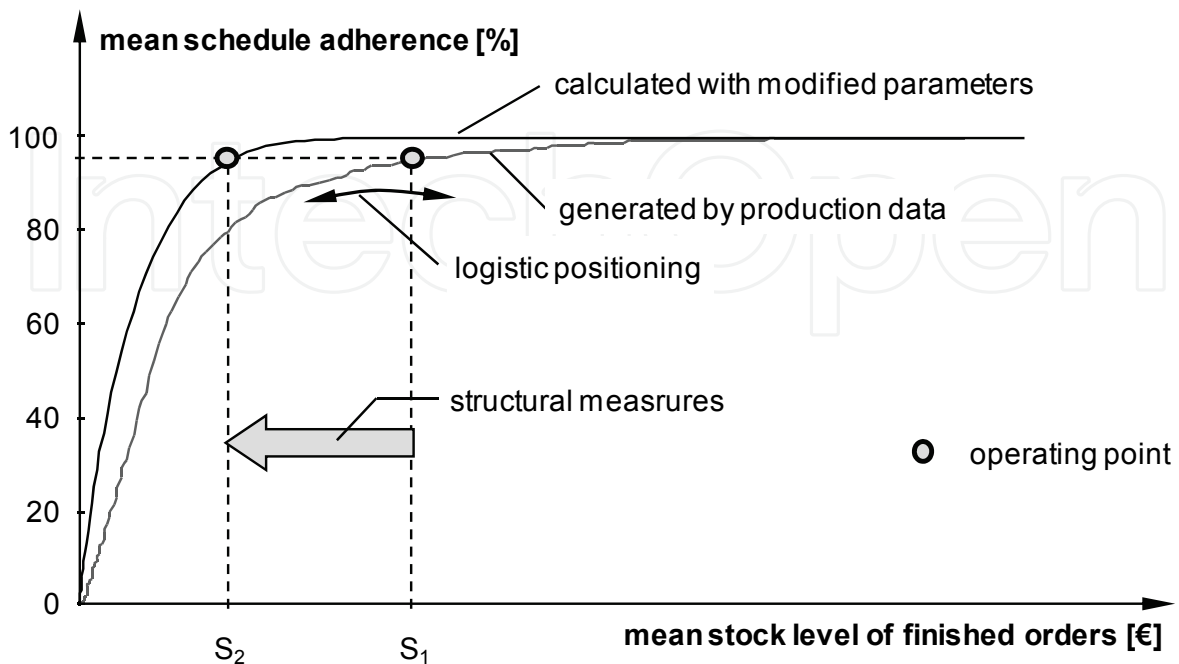 mean schedule adherence [%]
calculated with modified parameters
100
generated by production data
80
logistic positioning
60
structural measrures
40
operating point
20
0
S2
S1
mean stock level of finished orders [€]
InTechOpen